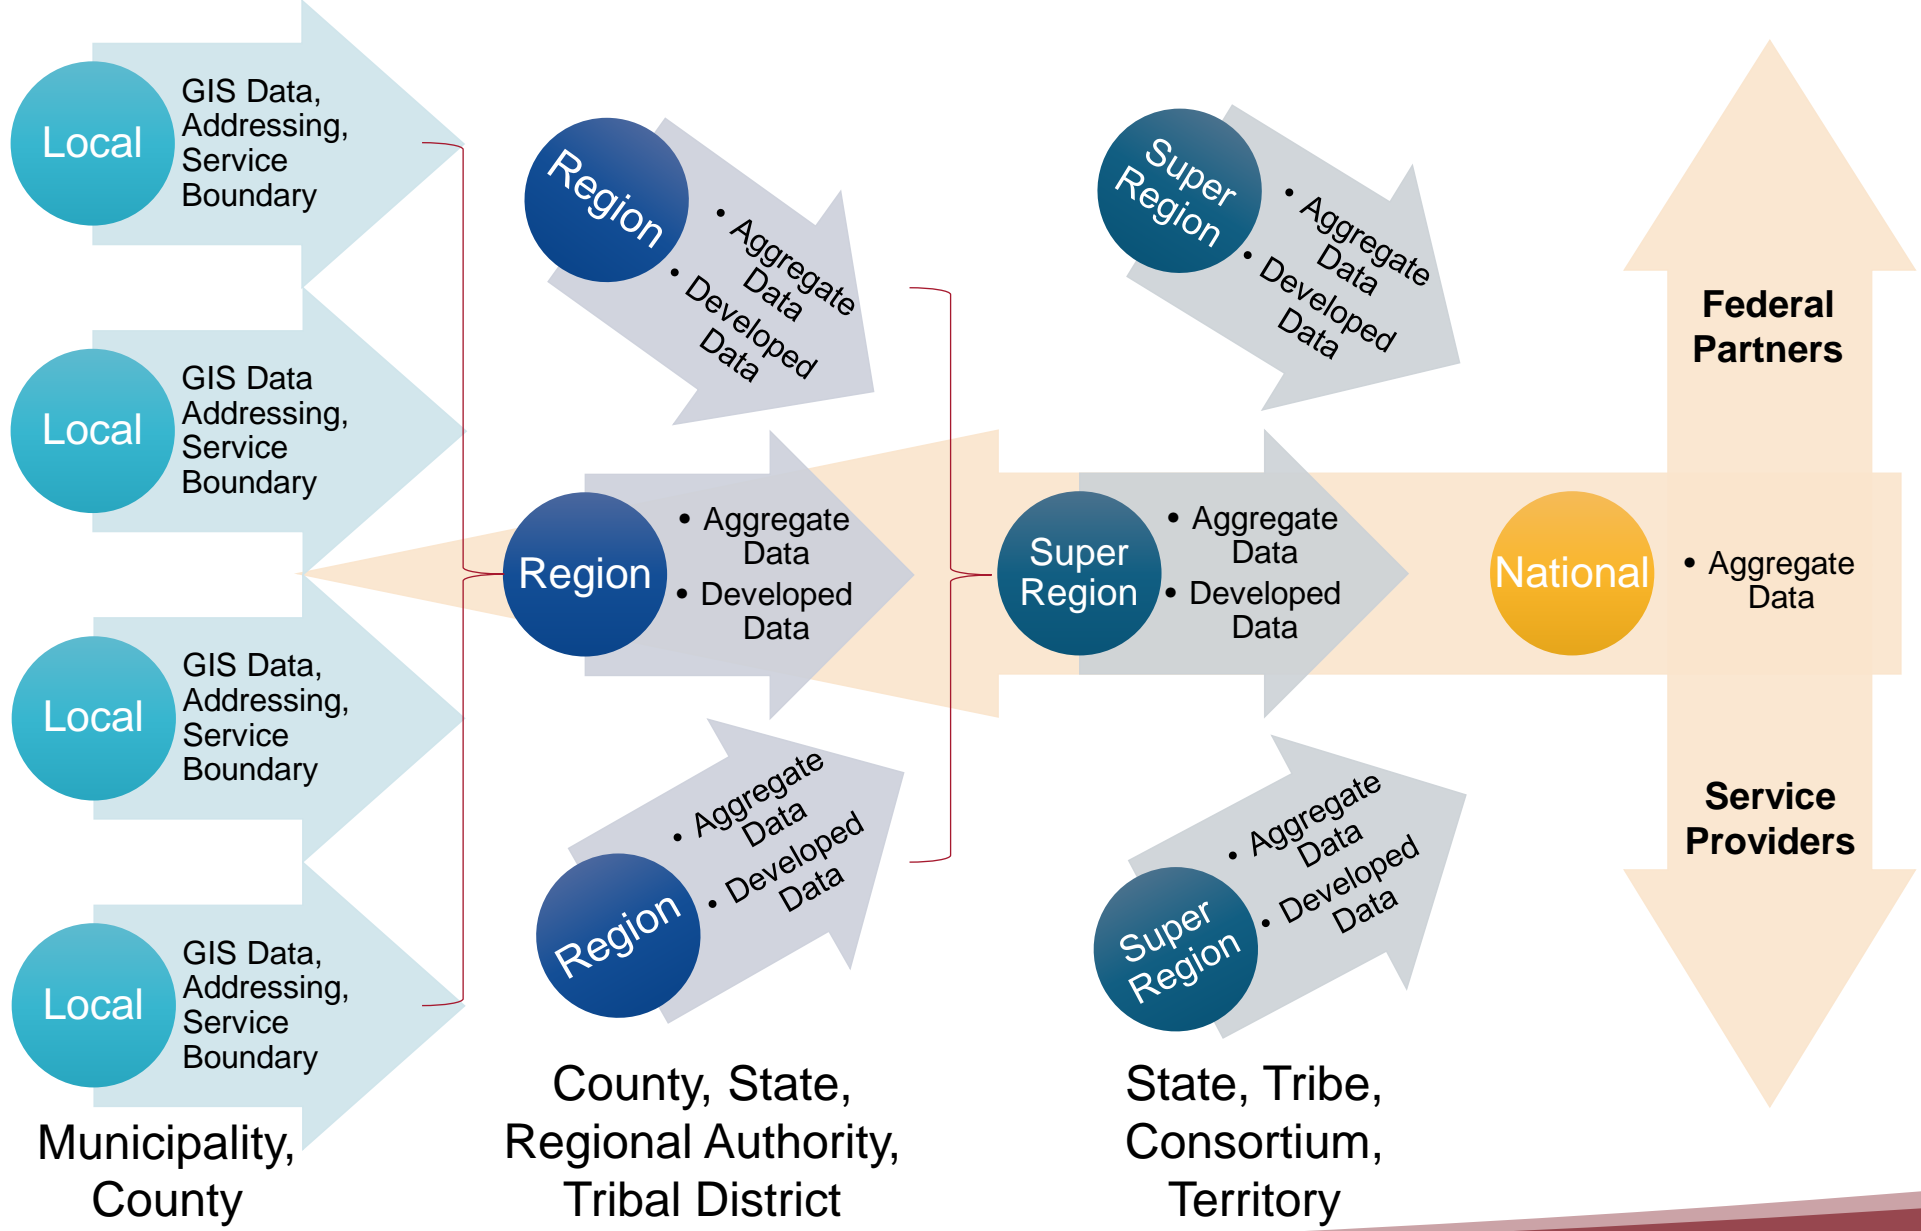 Local
GIS Data,
Addressing,
Service
Boundary
Local
GIS Data
Addressing,
Service
Boundary
Local
GIS Data,
Addressing,
Service
Boundary
Local
GIS Data,
Addressing,
Service
Boundary
Municipality,
County
Region
• Aggregate
Data
• Developed
Data
Region
• Aggregate
Data
• Developed
Data
Region
• Aggregate
Data
• Developed
Data
County, State,
Regional Authority,
Tribal District
Super
Region
• Aggregate
Data
• Developed
Data
Super
Region
• Aggregate
Data
• Developed
Data
Super
Region
• Aggregate
Data
• Developed
Data
State, Tribe,
Consortium,
Territory
Federal
Partners
National
• Aggregate
Data
Service
Providers